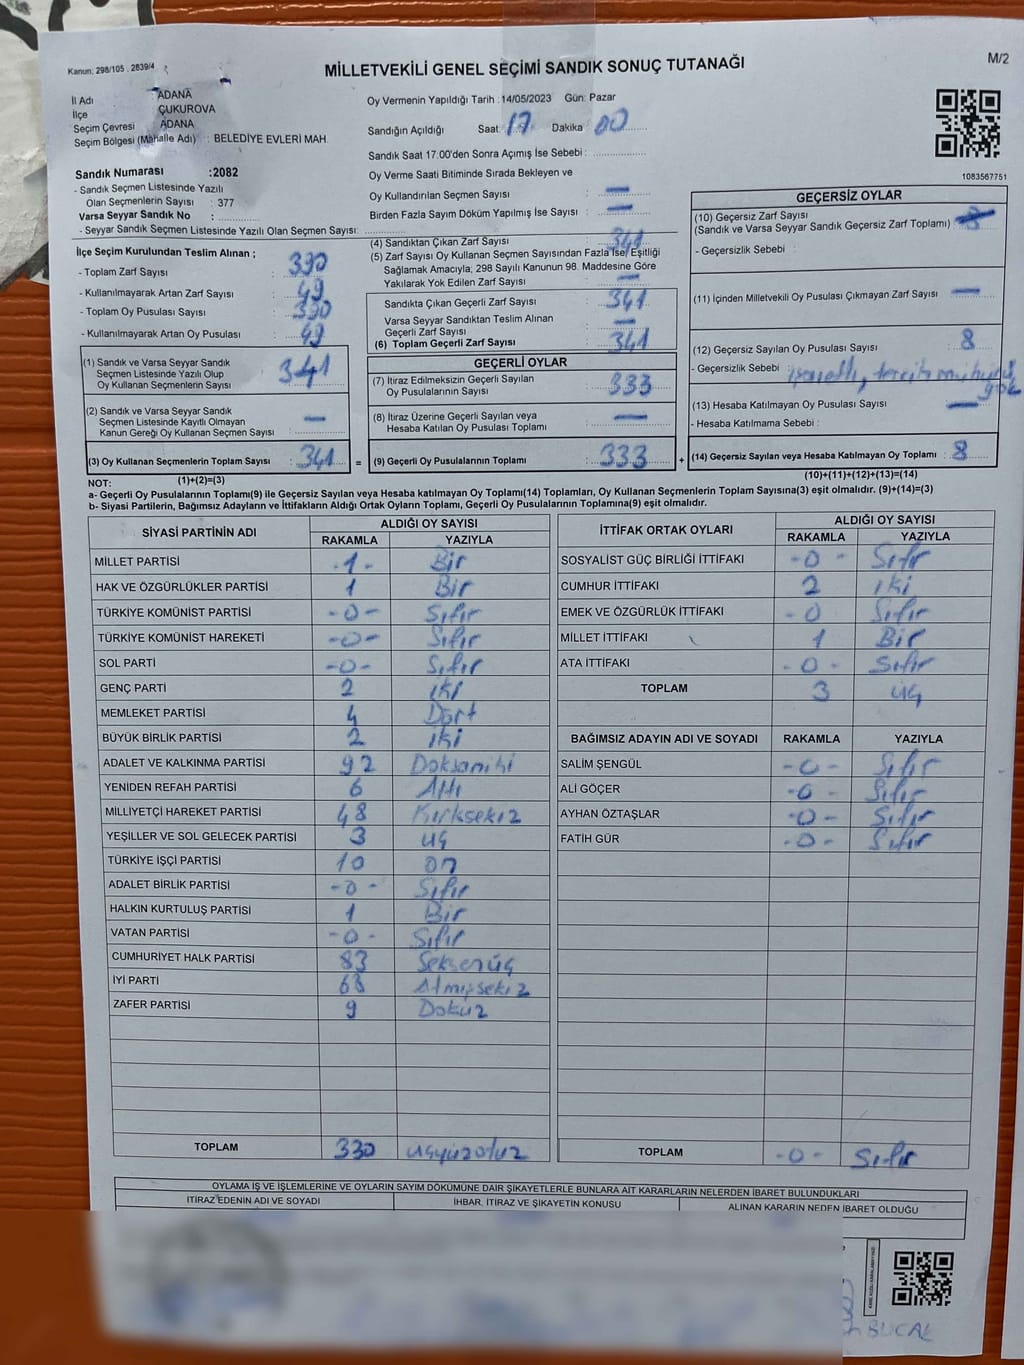 Kanun: 298/105 , 2839/4
MİLLETVEKİLİ GENEL SEÇİMİ SANDIK SONUÇ TUTANAĞI
M/2
İl Adı : ADANA
İlçe ÇUKUROVA
Seçim Çevresi ADANA
Seçim Bölgesi (Mahalle Adı) : BELEDİYE EVLERİ MAH.
Oy Vermenin Yapıldığı Tarih : 14/05/2023 Gün: Pazar
Sandığın Açıldığı Saat 17 Dakika 00
Sandık Saat 17.00'den Sonra Açımış İse Sebebi :
Oy Verme Saati Bitiminde Sırada Bekleyen ve
Oy Kullandırılan Seçmen Sayısı : —
Birden Fazla Sayım Döküm Yapılmış İse Sayısı : —
1083567751
Sandık Numarası :2082
- Sandık Seçmen Listesinde Yazılı
Olan Seçmenlerin Sayısı : 377
Varsa Seyyar Sandık No :
- Seyyar Sandık Seçmen Listesinde Yazılı Olan Seçmen Sayısı:
İlçe Seçim Kurulundan Teslim Alınan ;
- Toplam Zarf Sayısı : 390
- Kullanılmayarak Artan Zarf Sayısı : 49
- Toplam Oy Pusulası Sayısı : 390
- Kullanılmayarak Artan Oy Pusulası : 49
(1) Sandık ve Varsa Seyyar Sandık
Seçmen Listesinde Yazılı Olup
Oy Kullanan Seçmenlerin Sayısı : 341
(2) Sandık ve Varsa Seyyar Sandık
Seçmen Listesinde Kayıtlı Olmayan
Kanun Gereği Oy Kullanan Seçmen Sayısı : —
(3) Oy Kullanan Seçmenlerin Toplam Sayısı : 341 =
(1)+(2)=(3)
(4) Sandıktan Çıkan Zarf Sayısı : 341
(5) Zarf Sayısı Oy Kullanan Seçmen Sayısından Fazla İse/ Eşitliği
Sağlamak Amacıyla; 298 Sayılı Kanunun 98. Maddesine Göre
Yakılarak Yok Edilen Zarf Sayısı : —
Sandıkta Çıkan Geçerli Zarf Sayısı : 341
Varsa Seyyar Sandıktan Teslim Alınan
Geçerli Zarf Sayısı : —
(6) Toplam Geçerli Zarf Sayısı : 341
GEÇERLİ OYLAR
(7) İtiraz Edilmeksizin Geçerli Sayılan
Oy Pusulalarının Sayısı : 333
(8) İtiraz Üzerine Geçerli Sayılan veya
Hesaba Katılan Oy Pusulası Toplamı : —
(9) Geçerli Oy Pusulalarının Toplamı : 333 +
GEÇERSİZ OYLAR
(10) Geçersiz Zarf Sayısı
(Sandık ve Varsa Seyyar Sandık Geçersiz Zarf Toplamı) :
- Geçersizlik Sebebi :
(11) İçinden Milletvekili Oy Pusulası Çıkmayan Zarf Sayısı : —
(12) Geçersiz Sayılan Oy Pusulası Sayısı : 8
- Geçersizlik Sebebi : işaretli, tercih mührü yok
(13) Hesaba Katılmayan Oy Pusulası Sayısı : —
- Hesaba Katılmama Sebebi :
(14) Geçersiz Sayılan veya Hesaba Katılmayan Oy Toplamı : 8
(10)+(11)+(12)+(13)=(14)
NOT:
a- Geçerli Oy Pusulalarının Toplamı(9) ile Geçersiz Sayılan veya Hesaba katılmayan Oy Toplamı(14) Toplamları, Oy Kullanan Seçmenlerin Toplam Sayısına(3) eşit olmalıdır. (9)+(14)=(3)
b- Siyasi Partilerin, Bağımsız Adayların ve İttifakların Aldığı Ortak Oyların Toplamı, Geçerli Oy Pusulalarının Toplamına(9) eşit olmalıdır.
SİYASİ PARTİNİN ADI ALDIĞI OY SAYISI
RAKAMLA YAZIYLA
MİLLET PARTİSİ -1- Bir
HAK VE ÖZGÜRLÜKLER PARTİSİ 1 Bir
TÜRKİYE KOMÜNİST PARTİSİ -0- Sıfır
TÜRKİYE KOMÜNİST HAREKETİ -0- Sıfır
SOL PARTİ -0- Sıfır
GENÇ PARTİ 2 iki
MEMLEKET PARTİSİ 4 Dört
BÜYÜK BİRLİK PARTİSİ 2 iki
ADALET VE KALKINMA PARTİSİ 92 Doksaniki
YENİDEN REFAH PARTİSİ 6 Altı
MİLLİYETÇİ HAREKET PARTİSİ 48 Kırksekiz
YEŞİLLER VE SOL GELECEK PARTİSİ 3 üç
TÜRKİYE İŞÇİ PARTİSİ 10 on
ADALET BİRLİK PARTİSİ -0- Sıfır
HALKIN KURTULUŞ PARTİSİ 1 Bir
VATAN PARTİSİ -0- Sıfır
CUMHURİYET HALK PARTİSİ 83 Seksenüç
İYİ PARTİ 68 Atmışsekiz
ZAFER PARTİSİ 9 Dokuz
TOPLAM 330 üçyüzotuz
İTTİFAK ORTAK OYLARI ALDIĞI OY SAYISI
RAKAMLA YAZIYLA
SOSYALİST GÜÇ BİRLİĞİ İTTİFAKI -0- Sıfır
CUMHUR İTTİFAKI 2 iki
EMEK VE ÖZGÜRLÜK İTTİFAKI -0 Sıfır
MİLLET İTTİFAKI 1 Bir
ATA İTTİFAKI -0- Sıfır
TOPLAM 3 üç
BAĞIMSIZ ADAYIN ADI VE SOYADI RAKAMLA YAZIYLA
SALİM ŞENGÜL -0- Sıfır
ALİ GÖÇER -0- Sıfır
AYHAN ÖZTAŞLAR -0- Sıfır
FATİH GÜR -0- Sıfır
TOPLAM -0- Sıfır
OYLAMA İŞ VE İŞLEMLERİNE VE OYLARIN SAYIM DÖKÜMÜNE DAİR ŞİKAYETLERLE BUNLARA AİT KARARLARIN NELERDEN İBARET BULUNDUKLARI
İTİRAZ EDENİN ADI VE SOYADI İHBAR, İTİRAZ VE ŞİKAYETİN KONUSU ALINAN KARARIN NEDEN İBARET OLDUĞU